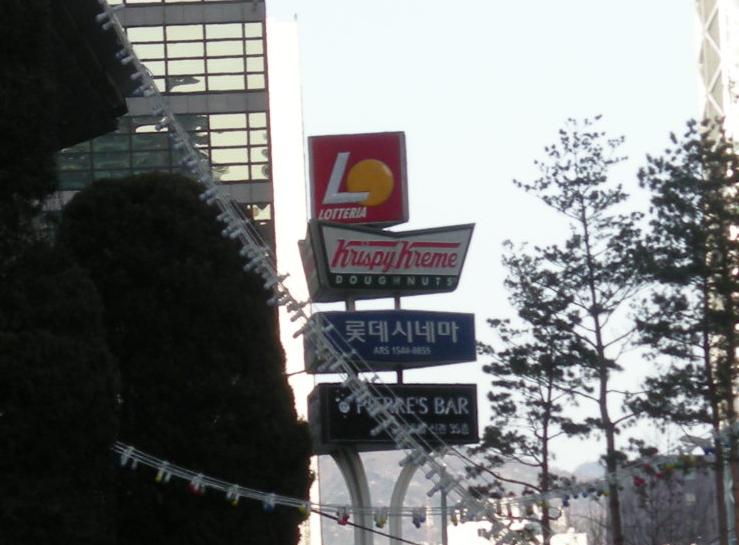 L
LOTTERIA
Krispy Kreme
DOUGHNUTS
롯데시네마
ARS 1544-8855
PIERRE'S BAR